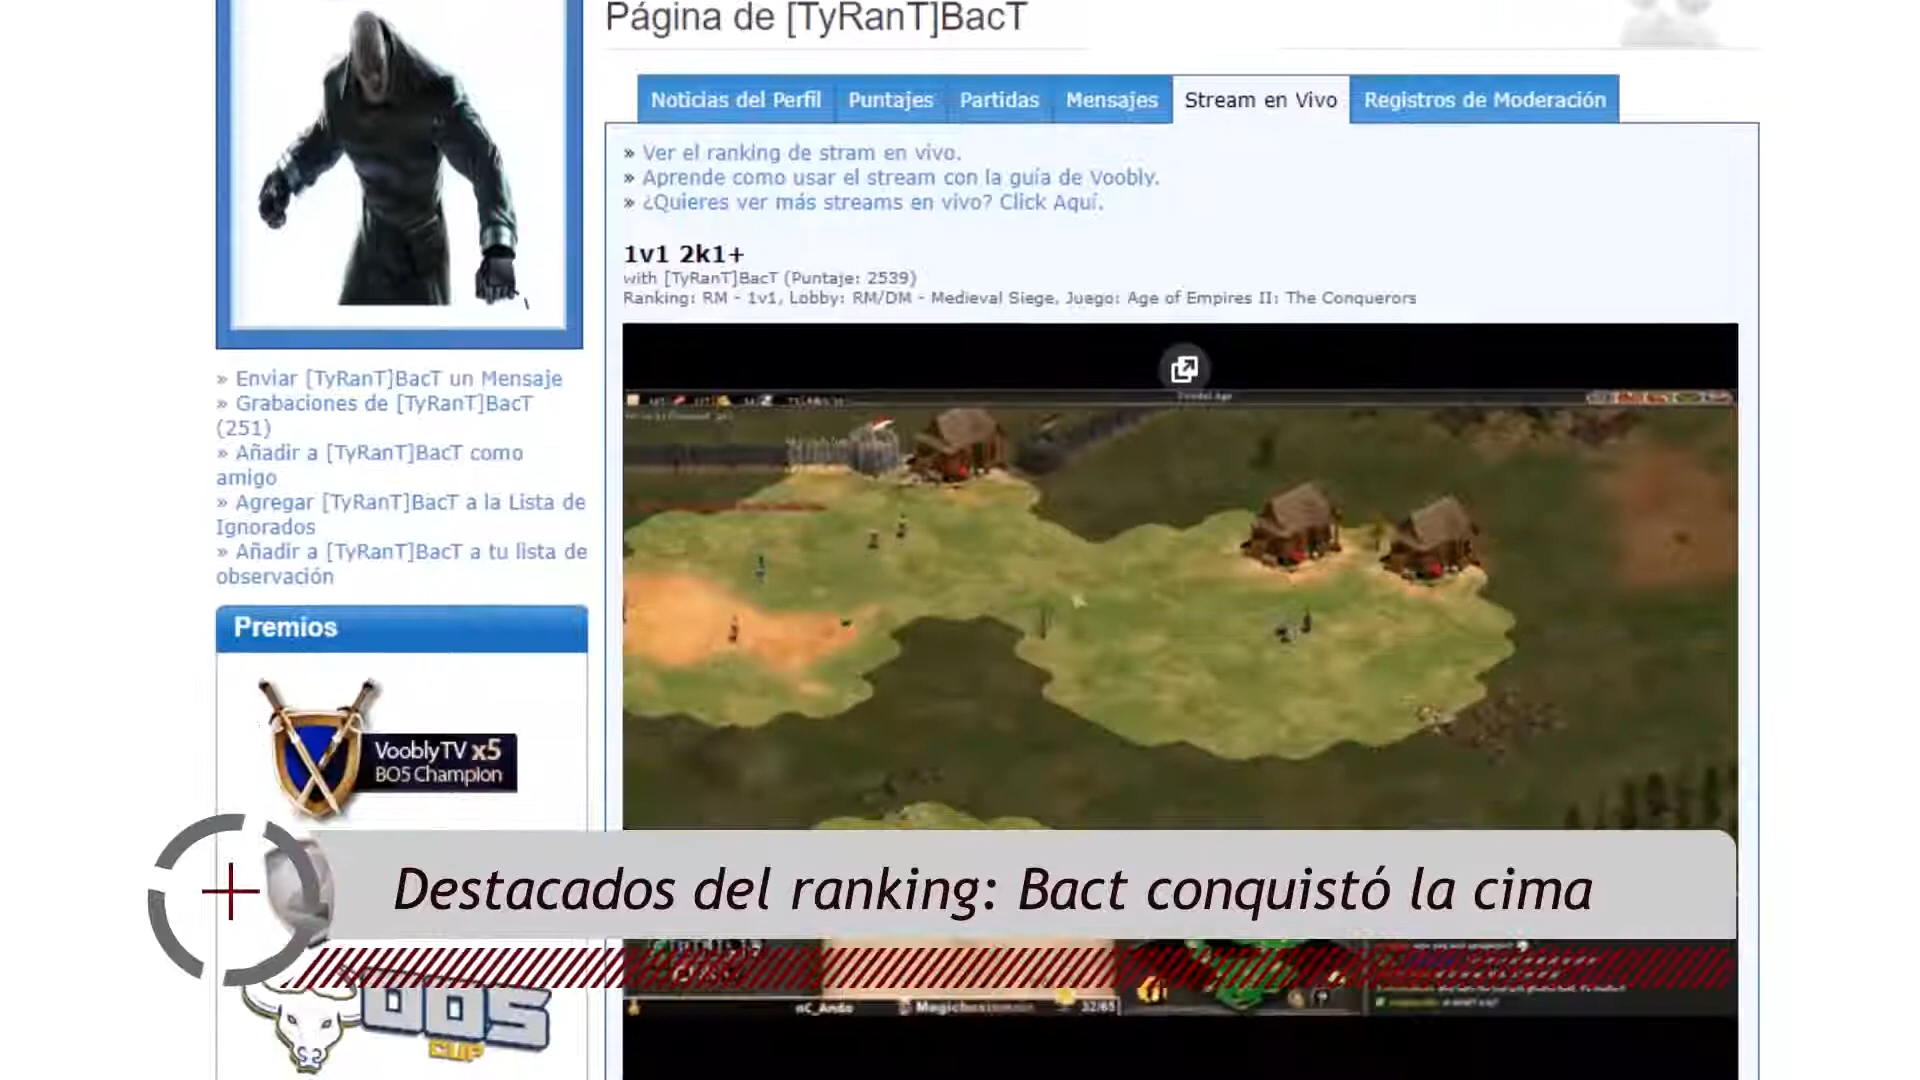 Página de [TyRanT]BacT
Noticias del Perfil
Puntajes
Partidas
Mensajes
Stream en Vivo
Registros de Moderación
» Ver el ranking de stram en vivo.
» Aprende como usar el stream con la guía de Voobly.
» ¿Quieres ver más streams en vivo? Click Aquí.
1v1 2k1+
with [TyRanT]BacT (Puntaje: 2539)
Ranking: RM - 1v1, Lobby: RM/DM - Medieval Siege, Juego: Age of Empires II: The Conquerors
» Enviar [TyRanT]BacT un Mensaje
» Grabaciones de [TyRanT]BacT
(251)
» Añadir a [TyRanT]BacT como
amigo
» Agregar [TyRanT]BacT a la Lista de
Ignorados
» Añadir a [TyRanT]BacT a tu lista de
observación
Premios
VooblyTV x5
BO5 Champion
Destacados del ranking: Bact conquistó la cima
CUP
nC_Ando
32/65